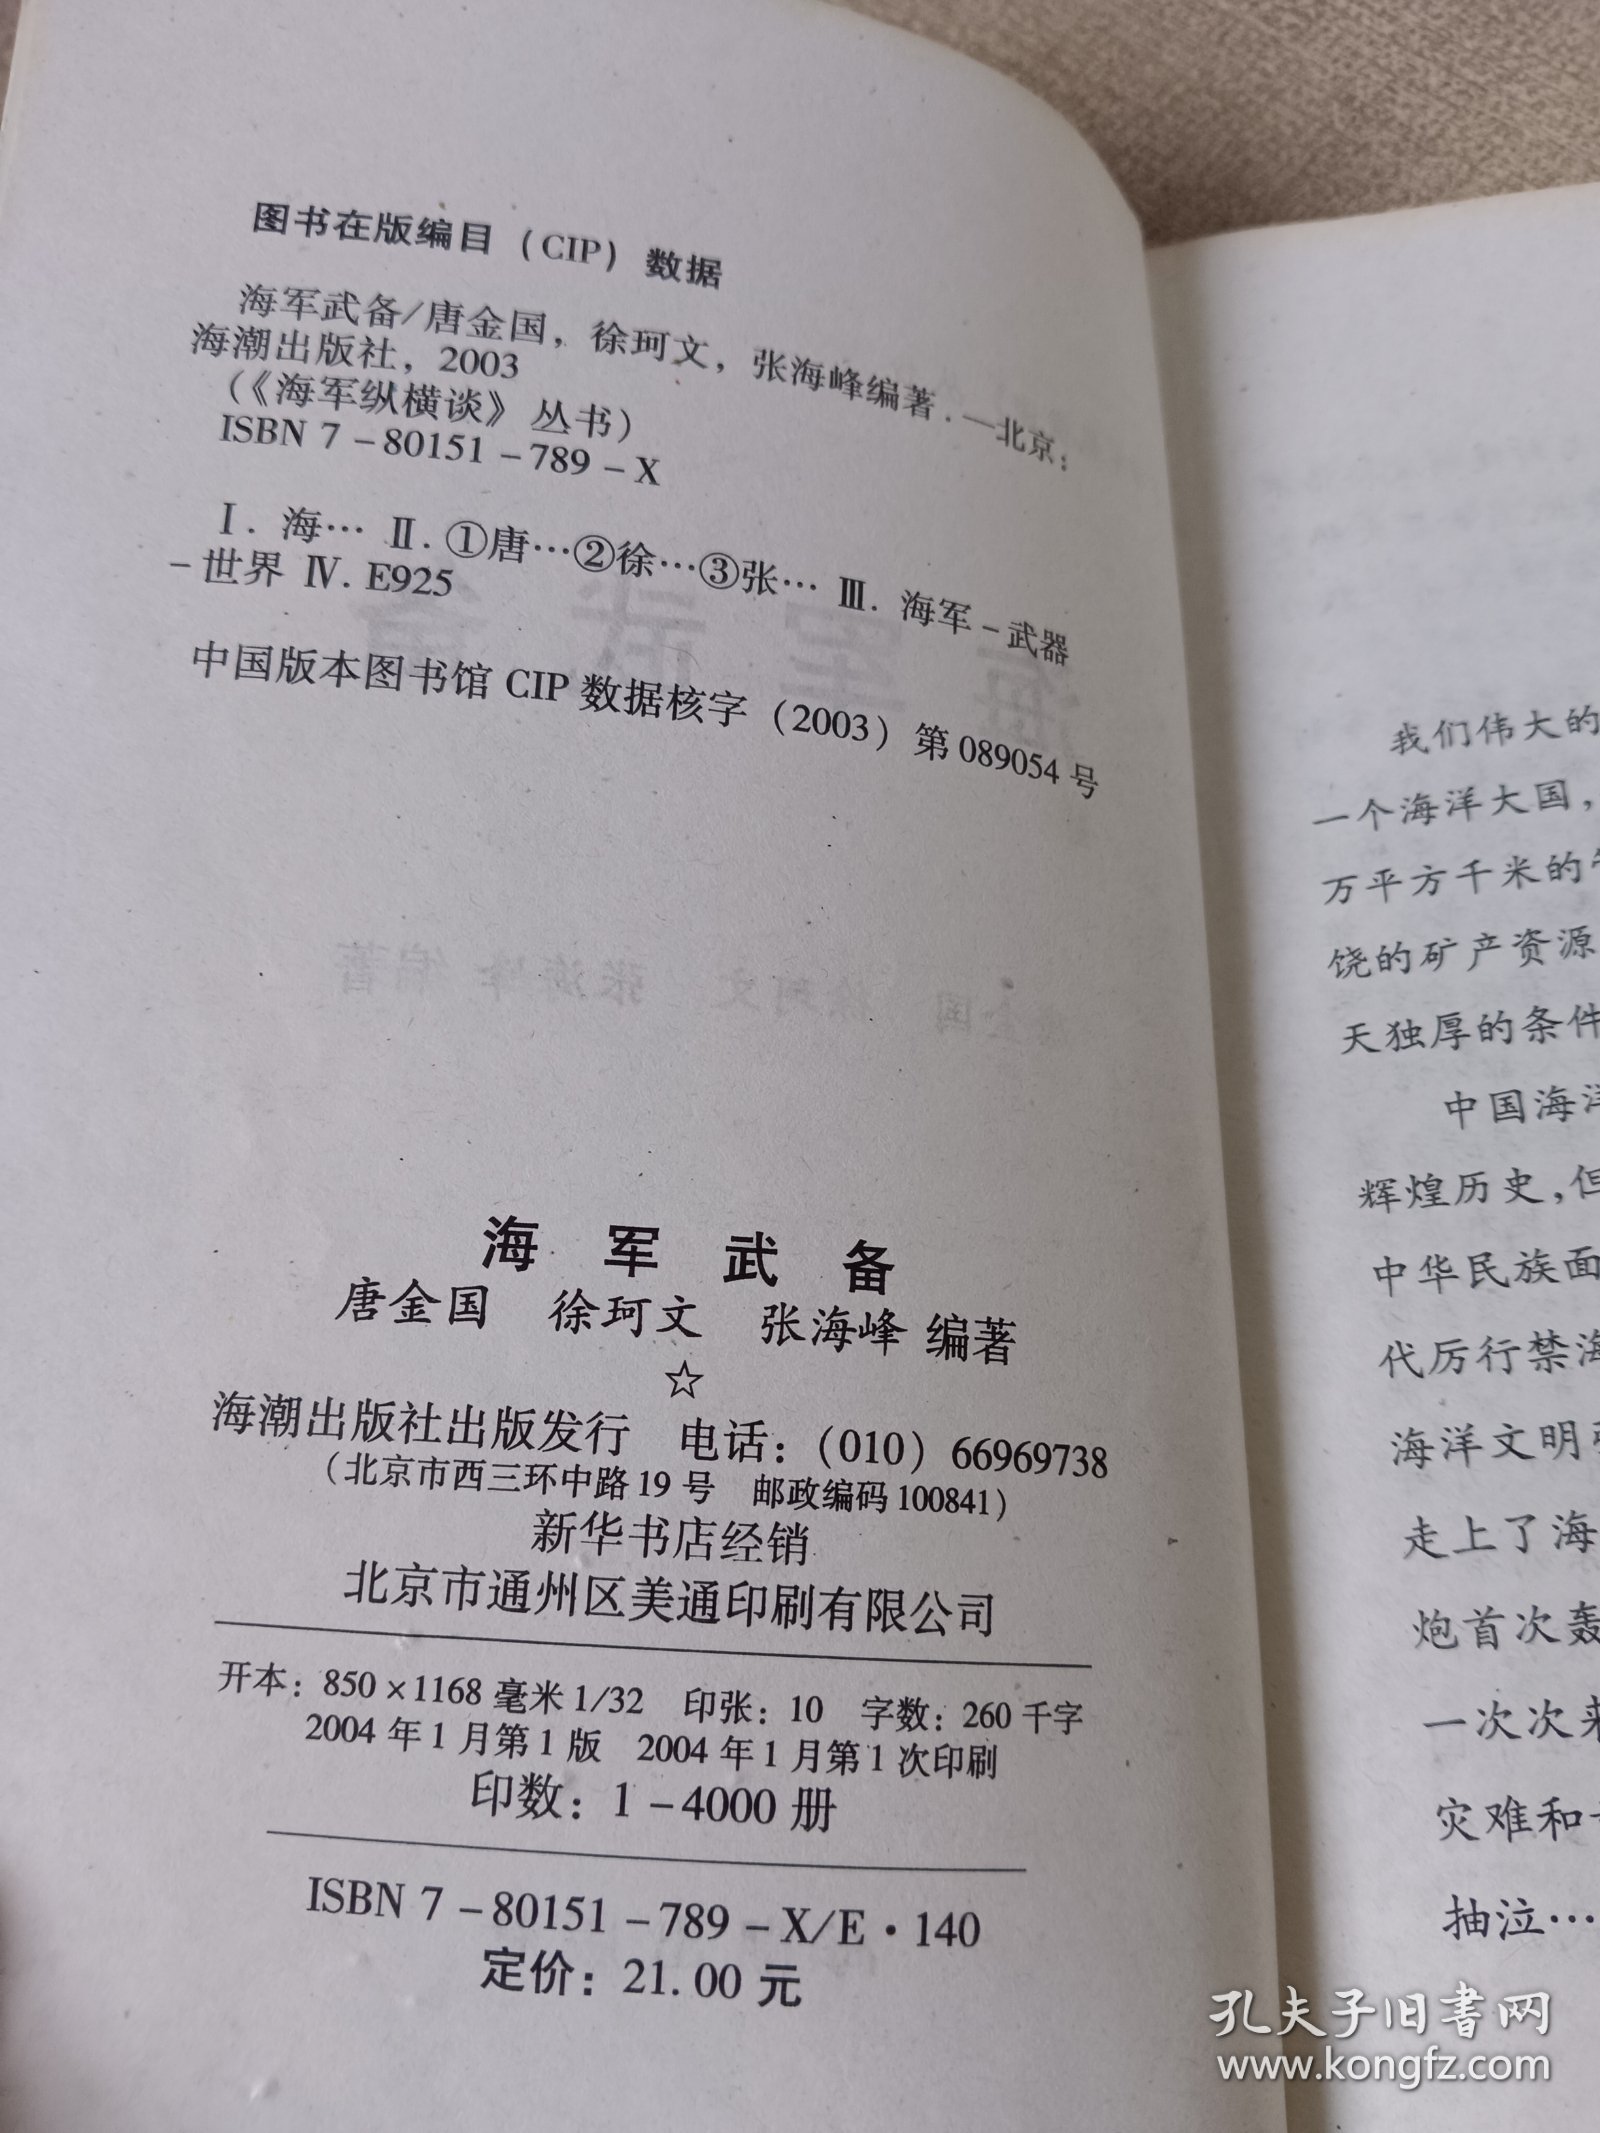 图书在版编目（CIP）数据
海军武备/唐金国，徐珂文，张海峰编著．—北京：
海潮出版社，2003
（《海军纵横谈》丛书）
ISBN 7－80151－789－X
Ⅰ．海… Ⅱ．①唐…②徐…③张… Ⅲ．海军－武器
－世界 Ⅳ．E925
中国版本图书馆 CIP 数据核字（2003）第 089054 号
海 军 武 备
唐金国 徐珂文 张海峰 编著
☆
海潮出版社出版发行 电话：（010）66969738
（北京市西三环中路 19 号 邮政编码 100841）
新华书店经销
北京市通州区美通印刷有限公司
开本：850×1168 毫米 1/32 印张：10 字数：260 千字
2004 年 1 月第 1 版 2004 年 1 月第 1 次印刷
印数：1－4000 册
ISBN 7－80151－789－X/E·140
定价：21.00 元
我们伟大的
一个海洋大国，
万平方千米的
饶的矿产资源
天独厚的条件
中国海洋
辉煌历史，但
中华民族面
代厉行禁海
海洋文明
走上了海
炮首次轰
一次次来
灾难和
抽泣…
孔夫子旧书网
www.kongfz.com